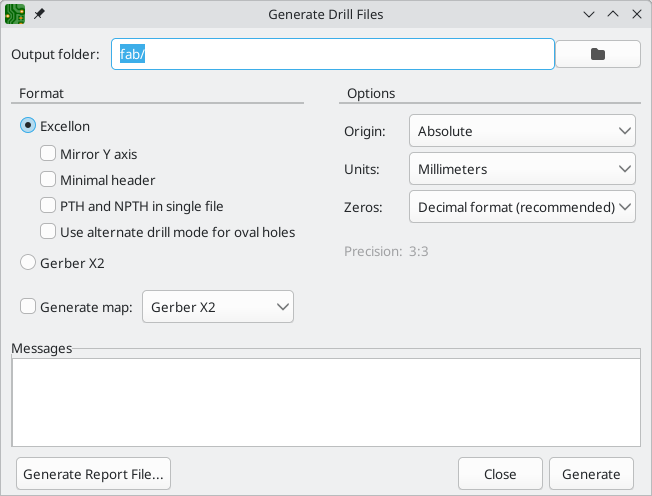 Generate Drill Files
Output folder: fab/
Format
Options
Excellon
Mirror Y axis
Minimal header
PTH and NPTH in single file
Use alternate drill mode for oval holes
Gerber X2
Generate map: Gerber X2
Origin: Absolute
Units: Millimeters
Zeros: Decimal format (recommended)
Precision: 3:3
Messages
Generate Report File...
Close
Generate